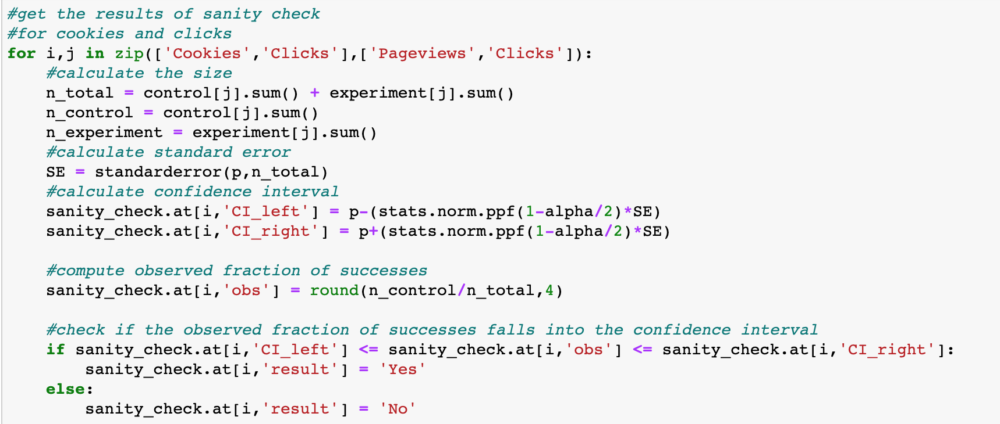 #get the results of sanity check
#for cookies and clicks
for i,j in zip(['Cookies','Clicks'],['Pageviews','Clicks']):
    #calculate the size
    n_total = control[j].sum() + experiment[j].sum()
    n_control = control[j].sum()
    n_experiment = experiment[j].sum()
    #calculate standard error
    SE = standarderror(p,n_total)
    #calculate confidence interval
    sanity_check.at[i,'CI_left'] = p-(stats.norm.ppf(1-alpha/2)*SE)
    sanity_check.at[i,'CI_right'] = p+(stats.norm.ppf(1-alpha/2)*SE)

    #compute observed fraction of successes
    sanity_check.at[i,'obs'] = round(n_control/n_total,4)

    #check if the observed fraction of successes falls into the confidence interval
    if sanity_check.at[i,'CI_left'] <= sanity_check.at[i,'obs'] <= sanity_check.at[i,'CI_right']:
        sanity_check.at[i,'result'] = 'Yes'
    else:
        sanity_check.at[i,'result'] = 'No'